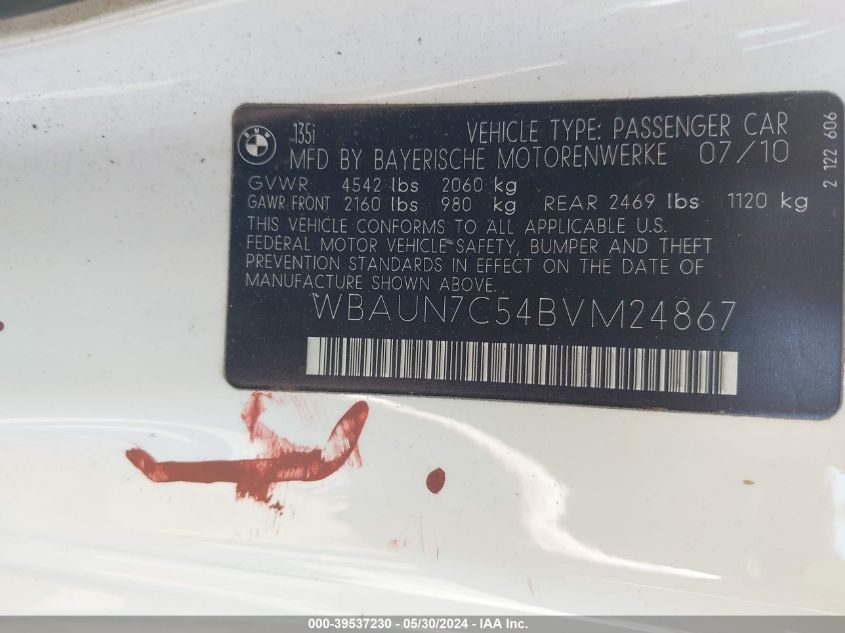 BMW
135i VEHICLE TYPE: PASSENGER CAR
MFD BY BAYERISCHE MOTORENWERKE 07/10
GVWR 4542 lbs 2060 kg
GAWR FRONT 2160 lbs 980 kg REAR 2469 lbs 1120 kg
THIS VEHICLE CONFORMS TO ALL APPLICABLE U.S.
FEDERAL MOTOR VEHICLE SAFETY, BUMPER AND THEFT
PREVENTION STANDARDS IN EFFECT ON THE DATE OF
MANUFACTURE SHOWN ABOVE.
WBAUN7C54BVM24867
2 122 606
000-39537230 - 05/30/2024 - IAA Inc.